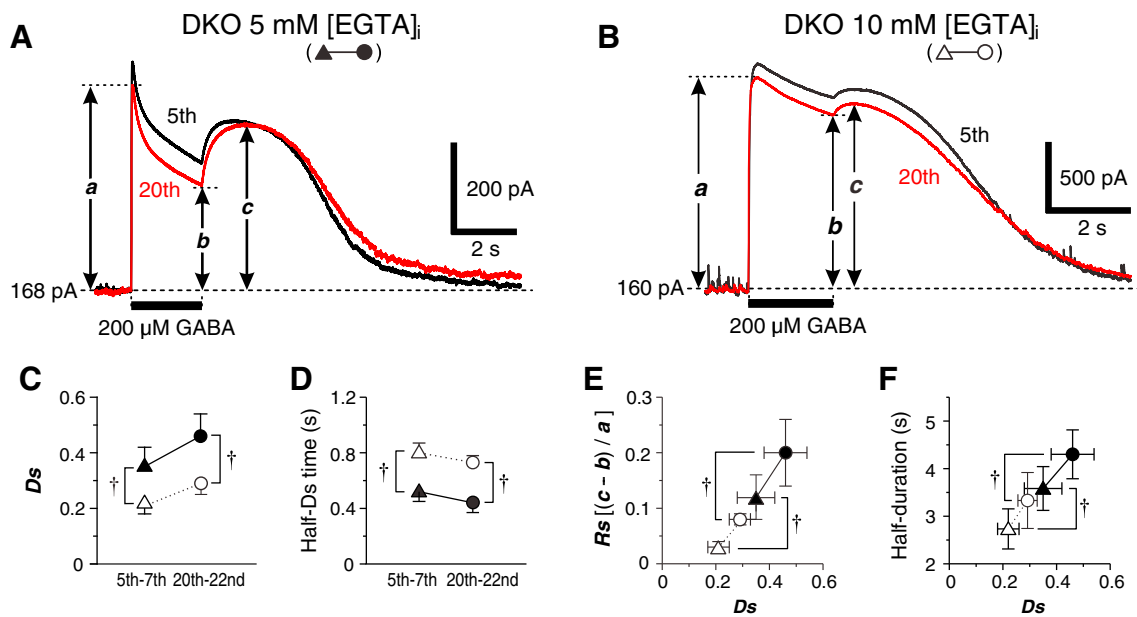 A
DKO 5 mM [EGTA]i
(▲—●)
5th
20th
a
b
c
200 pA
2 s
168 pA
200 µM GABA
B
DKO 10 mM [EGTA]i
(△—○)
5th
20th
a
b
c
500 pA
2 s
160 pA
200 µM GABA
C
Ds
0.6
0.4
0.2
0
†
†
5th-7th
20th-22nd
D
Half-Ds time (s)
1.2
0.8
0.4
0
†
†
5th-7th
20th-22nd
E
Rs [(c – b) / a ]
0.3
0.2
0.1
0
†
†
0
0.2
0.4
0.6
Ds
F
Half-duration (s)
5
4
3
2
†
†
0
0.2
0.4
0.6
Ds